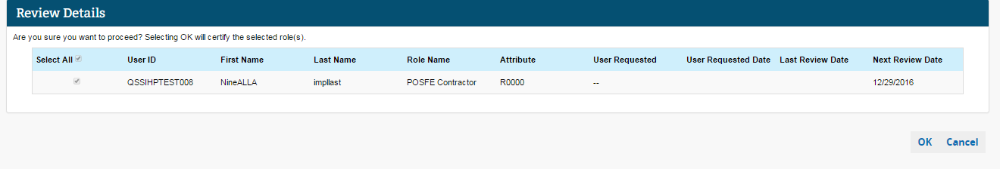 Review Details
Are you sure you want to proceed? Selecting OK will certify the selected role(s).
Select All User ID First Name Last Name Role Name Attribute User Requested User Requested Date Last Review Date Next Review Date
QSSIHPTEST008 NineALLA impllast POSFE Contractor R0000 -- 12/29/2016
OK Cancel